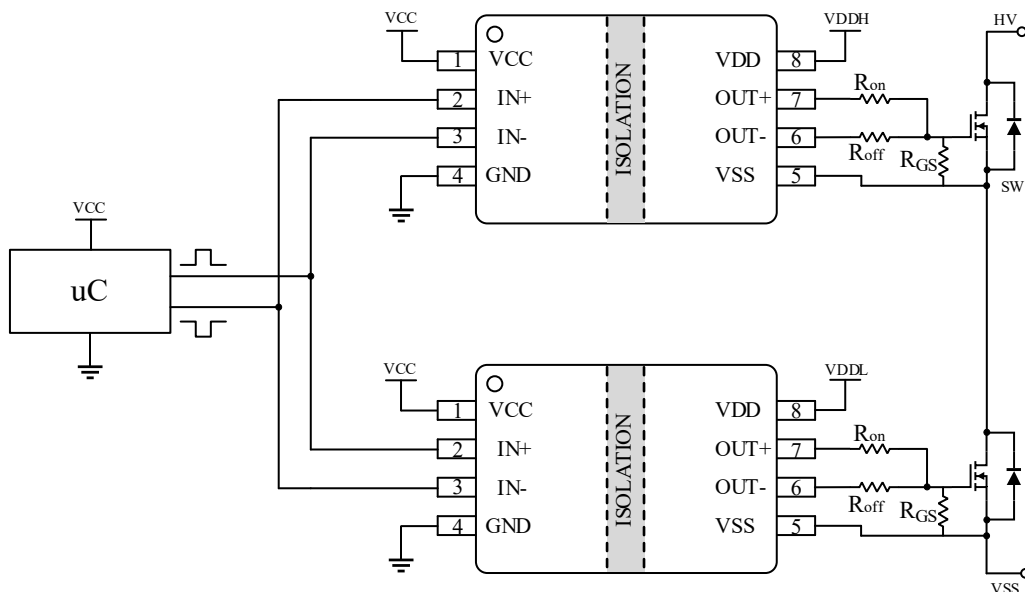 VCC
VDDH
HV
1 VCC
ISOLATION
VDD 8
2 IN+
OUT+ 7
Ron
3 IN-
OUT- 6
Roff
4 GND
VSS 5
RGS
SW
VCC
uC
VCC
VDDL
1 VCC
ISOLATION
VDD 8
2 IN+
OUT+ 7
Ron
3 IN-
OUT- 6
Roff
4 GND
VSS 5
RGS
VSS